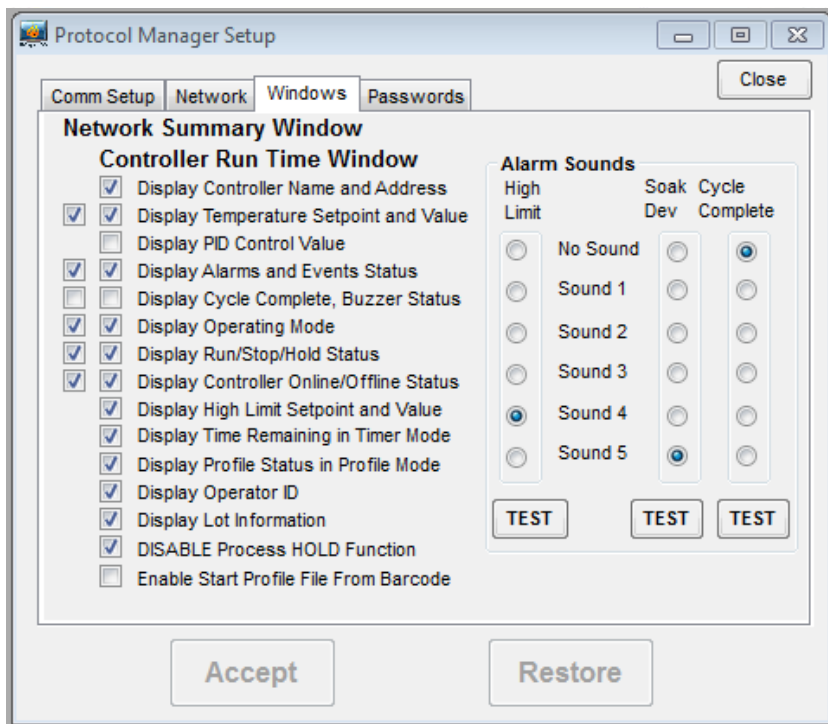 Protocol Manager Setup
Close
Comm Setup Network Windows Passwords
Network Summary Window
Controller Run Time Window
Display Controller Name and Address
Display Temperature Setpoint and Value
Display PID Control Value
Display Alarms and Events Status
Display Cycle Complete, Buzzer Status
Display Operating Mode
Display Run/Stop/Hold Status
Display Controller Online/Offline Status
Display High Limit Setpoint and Value
Display Time Remaining in Timer Mode
Display Profile Status in Profile Mode
Display Operator ID
Display Lot Information
DISABLE Process HOLD Function
Enable Start Profile File From Barcode
Alarm Sounds
High Soak Cycle
Limit Dev Complete
No Sound
Sound 1
Sound 2
Sound 3
Sound 4
Sound 5
TEST TEST TEST
Accept Restore